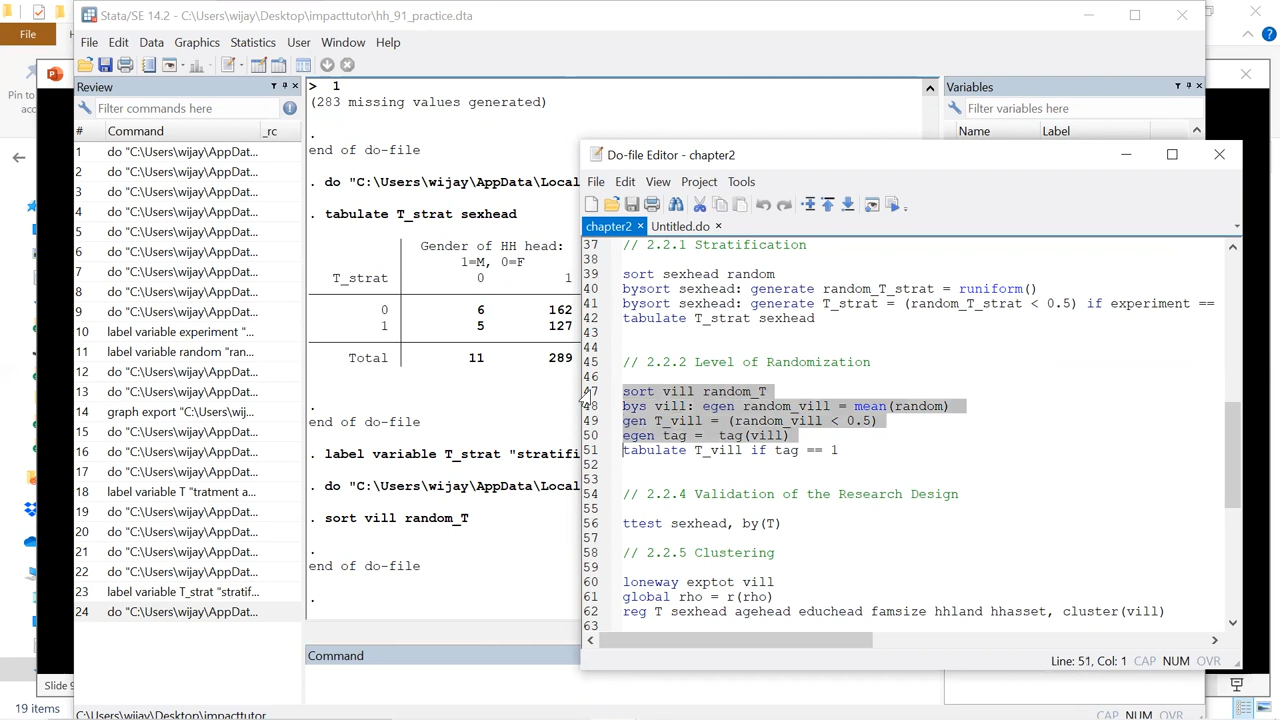 Stata/SE 14.2 - C:\Users\wijay\Desktop\impacttutor\hh_91_practice.dta
File
File Edit Data Graphics Statistics User Window Help
Pin to
Review
Filter commands here
# Command _rc
1 do "C:\Users\wijay\AppDat...
2 do "C:\Users\wijay\AppDat...
3 do "C:\Users\wijay\AppDat...
4 do "C:\Users\wijay\AppDat...
5 do "C:\Users\wijay\AppDat...
6 do "C:\Users\wijay\AppDat...
7 do "C:\Users\wijay\AppDat...
8 do "C:\Users\wijay\AppDat...
9 do "C:\Users\wijay\AppDat...
10 label variable experiment "...
11 label variable random "ran...
12 do "C:\Users\wijay\AppDat...
13 do "C:\Users\wijay\AppDat...
14 graph export "C:\Users\wij...
15 do "C:\Users\wijay\AppDat...
16 do "C:\Users\wijay\AppDat...
17 do "C:\Users\wijay\AppDat...
18 label variable T "tratment a...
19 do "C:\Users\wijay\AppDat...
20 do "C:\Users\wijay\AppDat...
21 do "C:\Users\wijay\AppDat...
22 do "C:\Users\wijay\AppDat...
23 label variable T_strat "stratif...
24 do "C:\Users\wijay\AppDat...
> 1
(283 missing values generated)
.
end of do-file
. do "C:\Users\wijay\AppData\Local
. tabulate T_strat sexhead
Gender of HH head:
1=M, 0=F
T_strat 0 1
0 6 162
1 5 127
Total 11 289
.
end of do-file
. label variable T_strat "stratifi
. do "C:\Users\wijay\AppData\Local
. sort vill random_T
.
end of do-file
.
Command
Variables
Filter variables here
Name Label
Do-file Editor - chapter2
File Edit View Project Tools
chapter2 × Untitled.do ×
37 // 2.2.1 Stratification
38
39 sort sexhead random
40 bysort sexhead: generate random_T_strat = runiform()
41 bysort sexhead: generate T_strat = (random_T_strat < 0.5) if experiment ==
42 tabulate T_strat sexhead
43
44
45 // 2.2.2 Level of Randomization
46
47 sort vill random_T
48 bys vill: egen random_vill = mean(random)
49 gen T_vill = (random_vill < 0.5)
50 egen tag = tag(vill)
51 tabulate T_vill if tag == 1
52
53
54 // 2.2.4 Validation of the Research Design
55
56 ttest sexhead, by(T)
57
58 // 2.2.5 Clustering
59
60 loneway exptot vill
61 global rho = r(rho)
62 reg T sexhead agehead educhead famsize hhland hhasset, cluster(vill)
63
Line: 51, Col: 1 CAP NUM OVR
Slide 9
19 items
C:\Users\wijay\Desktop\impacttutor
CAP NUM OVR